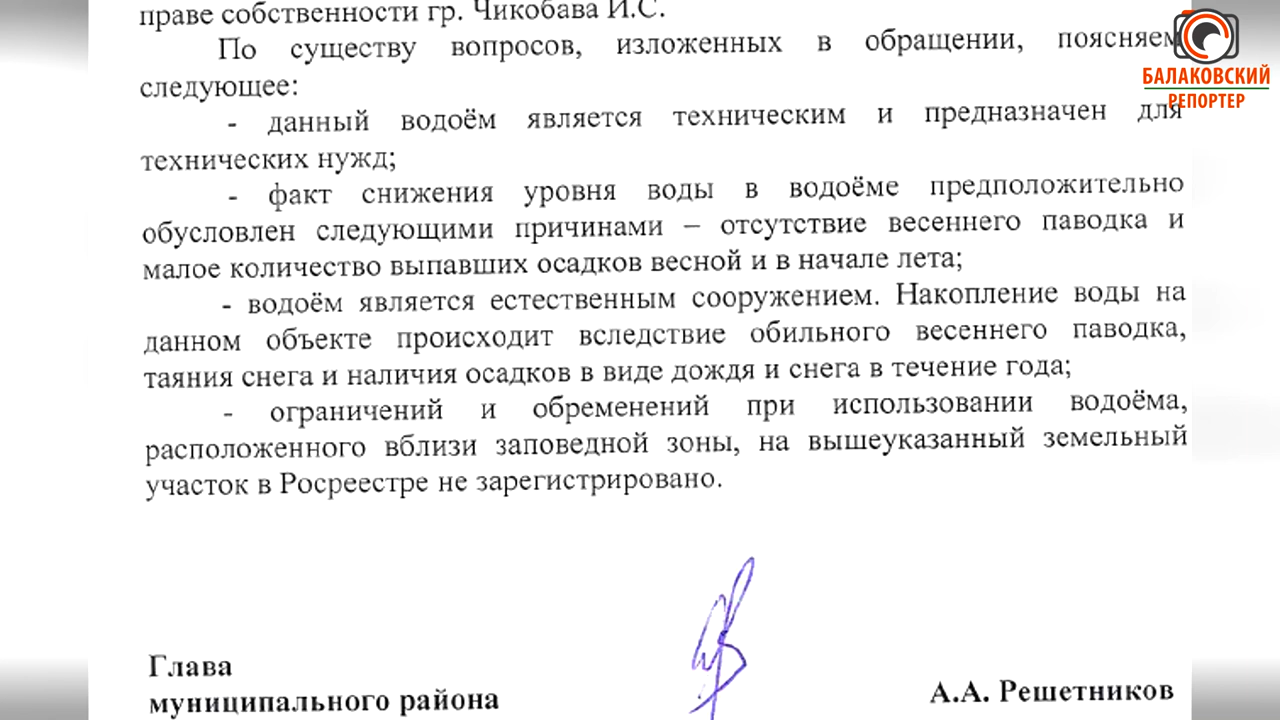 праве собственности гр. Чикобава И.С.
По существу вопросов, изложенных в обращении, поясняем
следующее:
- данный водоём является техническим и предназначен для
технических нужд;
- факт снижения уровня воды в водоёме предположительно
обусловлен следующими причинами – отсутствие весеннего паводка и
малое количество выпавших осадков весной и в начале лета;
- водоём является естественным сооружением. Накопление воды на
данном объекте происходит вследствие обильного весеннего паводка,
таяния снега и наличия осадков в виде дождя и снега в течение года;
- ограничений и обременений при использовании водоёма,
расположенного вблизи заповедной зоны, на вышеуказанный земельный
участок в Росреестре не зарегистрировано.
Глава
муниципального района
А.А. Решетников
БАЛАКОВСКИЙ
РЕПОРТЕР